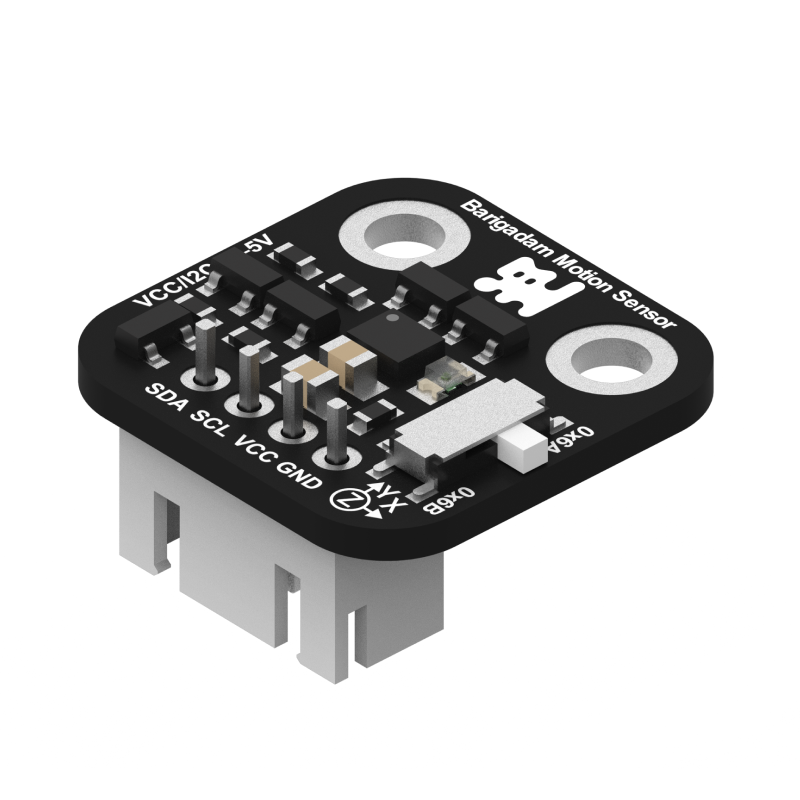 Barigadam Motion Sensor
-5V
VCC/I2C
SDA SCL VCC GND
Z
Y
X
0x6A
0x6B